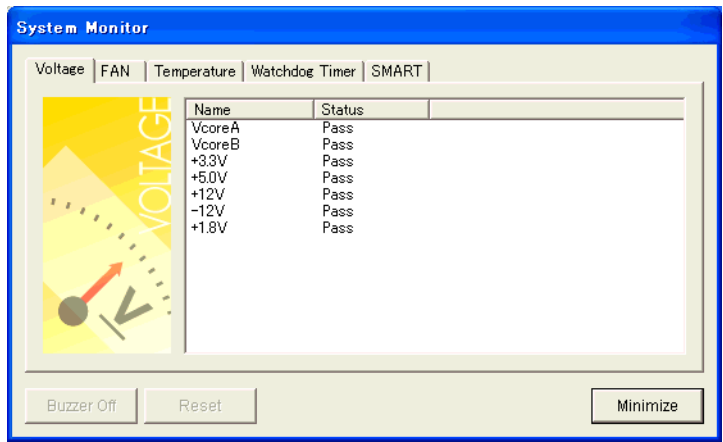 System Monitor
Voltage FAN Temperature Watchdog Timer SMART
VOLTAGE
V
Name Status
VcoreA Pass
VcoreB Pass
+3.3V Pass
+5.0V Pass
+12V Pass
-12V Pass
+1.8V Pass
Buzzer Off Reset Minimize